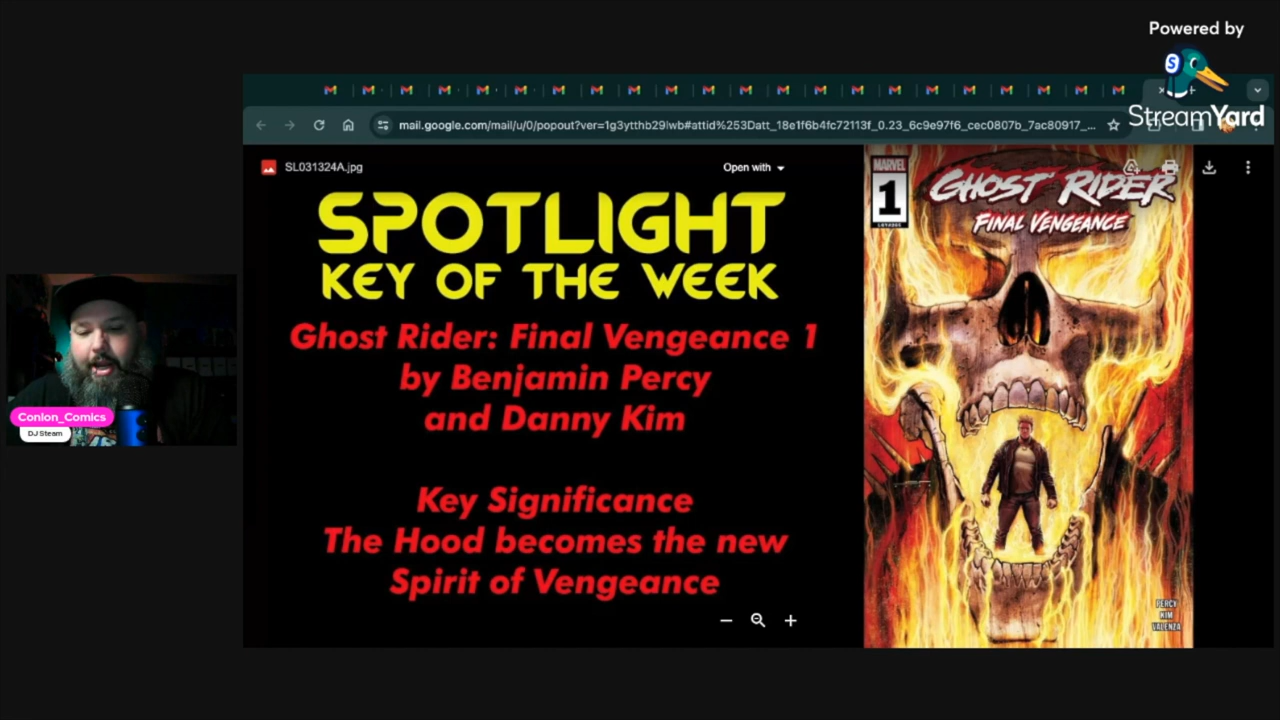 Powered by
StreamYard
mail.google.com/mail/u/0/popout?ver=1g3ytthb29lwb#attid%253Datt_18e1f6b4fc72113f_0.23_6c9e97f6_cec0807b_7ac80917_...
SL031324A.jpg
Open with
SPOTLIGHT
KEY OF THE WEEK
Ghost Rider: Final Vengeance 1
by Benjamin Percy
and Danny Kim
Key Significance
The Hood becomes the new
Spirit of Vengeance
MARVEL
1
GHOST RIDER
FINAL VENGEANCE
PERCY
KIM
VALENZA
Conlon_Comics
DJ Steam